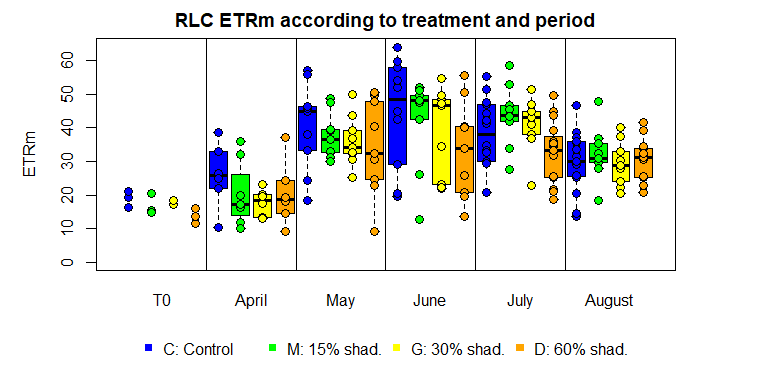 RLC ETRm according to treatment and period
ETRm
60
50
40
30
20
10
0
T0 April May June July August
C: Control M: 15% shad. G: 30% shad. D: 60% shad.